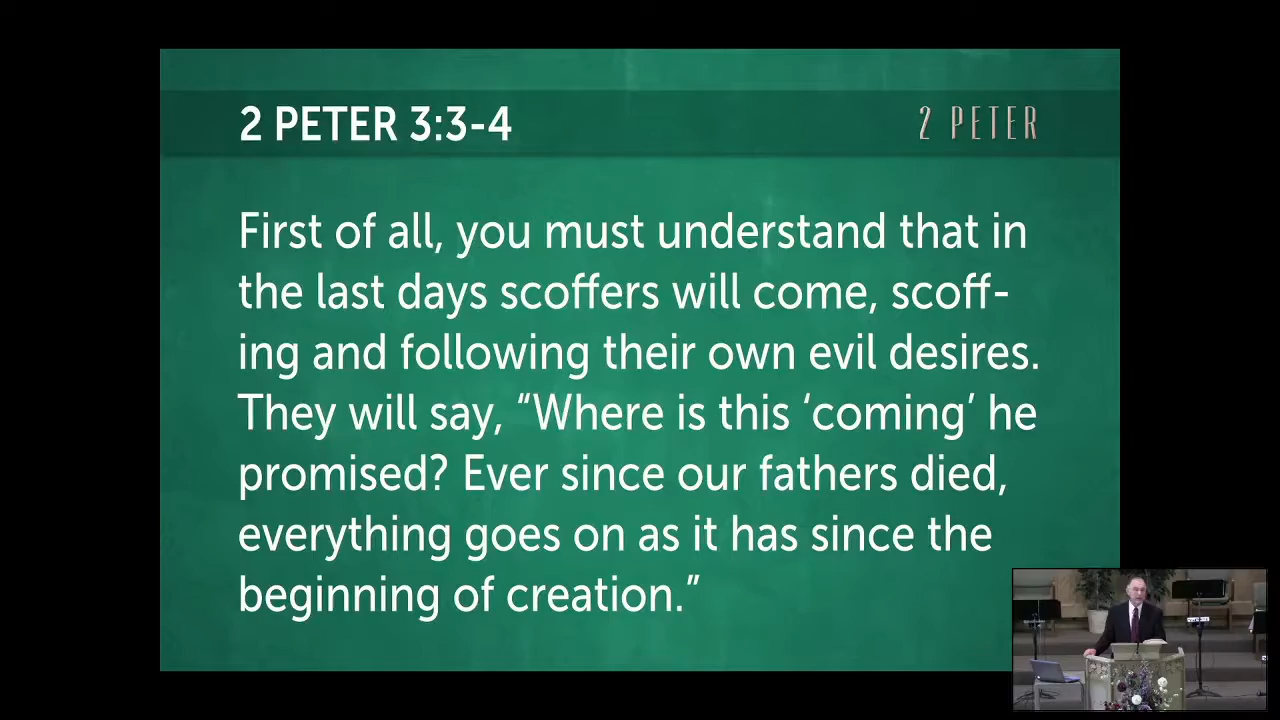 2 PETER 3:3-4
2 PETER
First of all, you must understand that in
the last days scoffers will come, scoff-
ing and following their own evil desires.
They will say, “Where is this ‘coming’ he
promised? Ever since our fathers died,
everything goes on as it has since the
beginning of creation.”